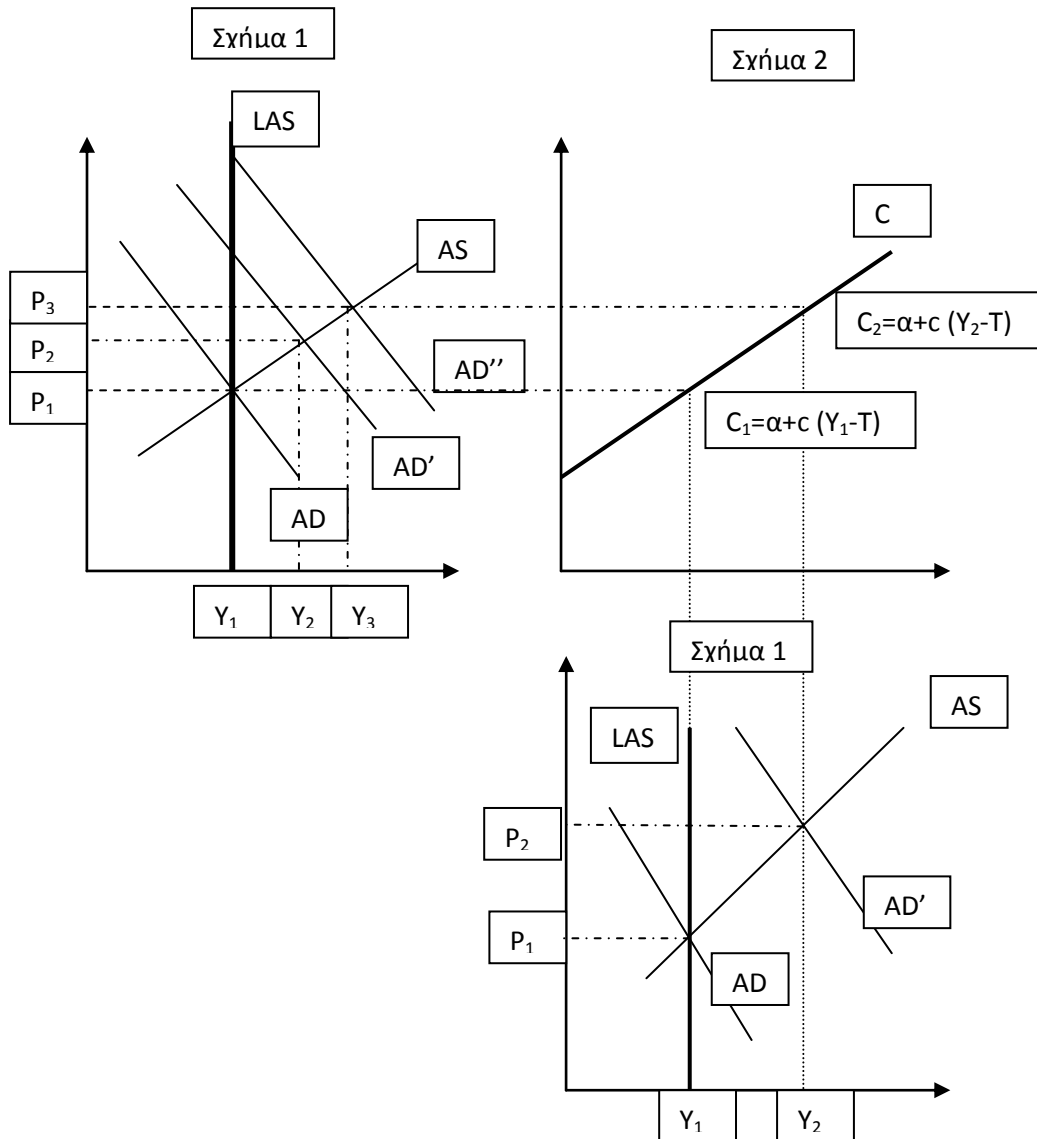 Σχήμα 1
Σχήμα 2
LAS
C
AS
P₃
C₂=α+c (Y₂-T)
P₂
AD''
P₁
C₁=α+c (Y₁-T)
AD'
AD
Y₁
Y₂
Y₃
Σχήμα 1
AS
LAS
P₂
AD'
P₁
AD
Y₁
Y₂